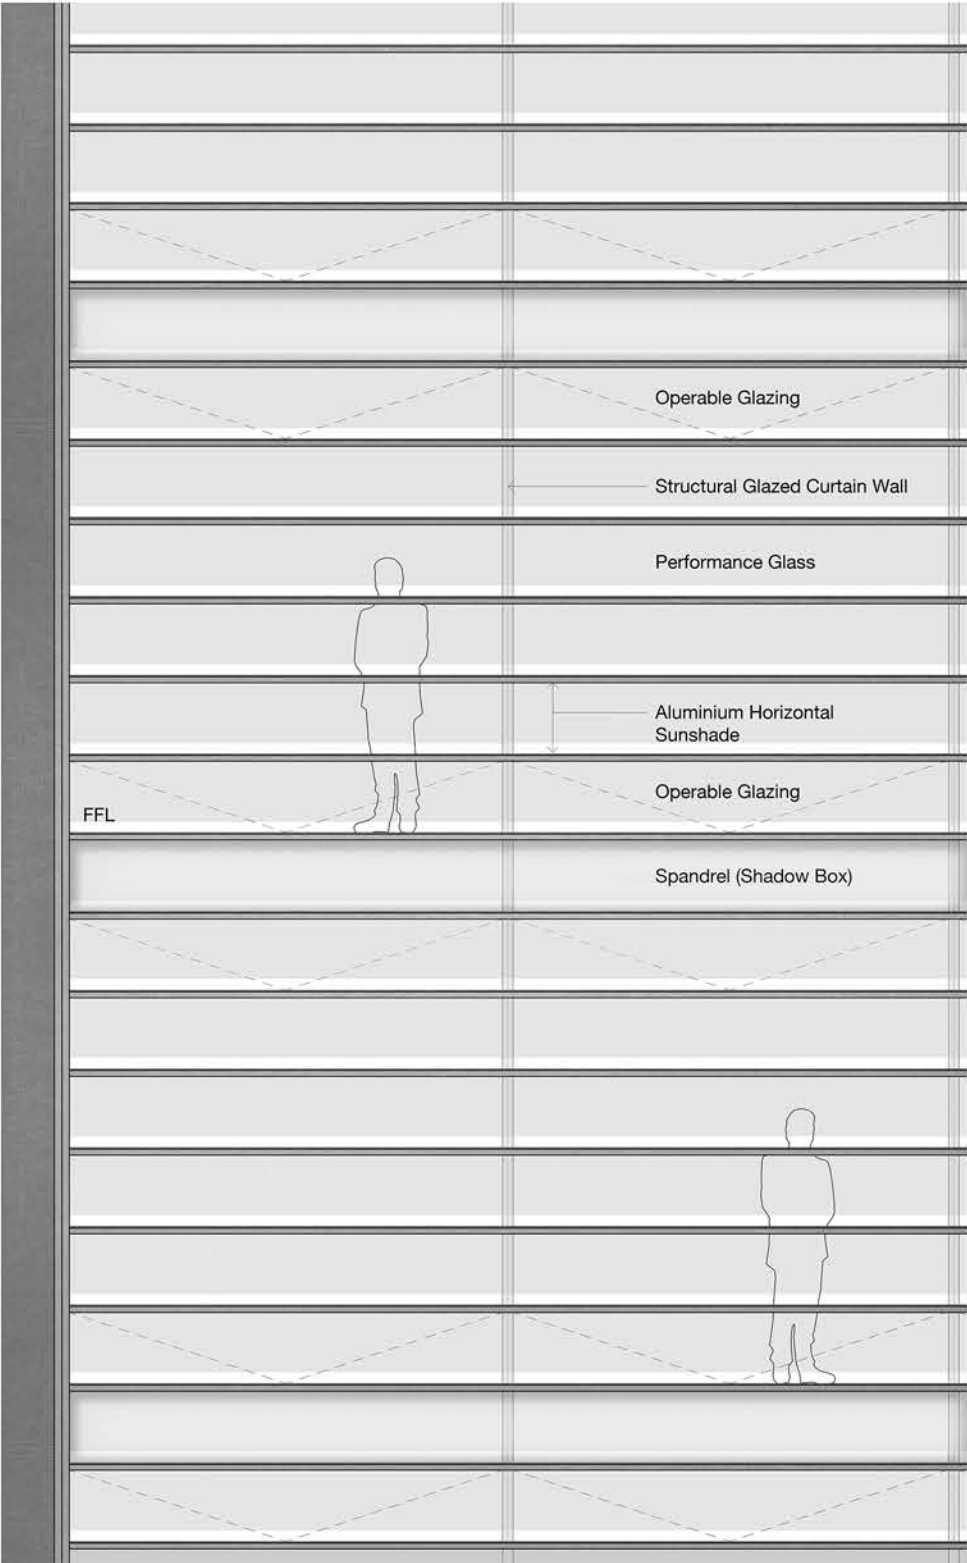 Operable Glazing
Structural Glazed Curtain Wall
Performance Glass
Aluminium Horizontal
Sunshade
Operable Glazing
FFL
Spandrel (Shadow Box)